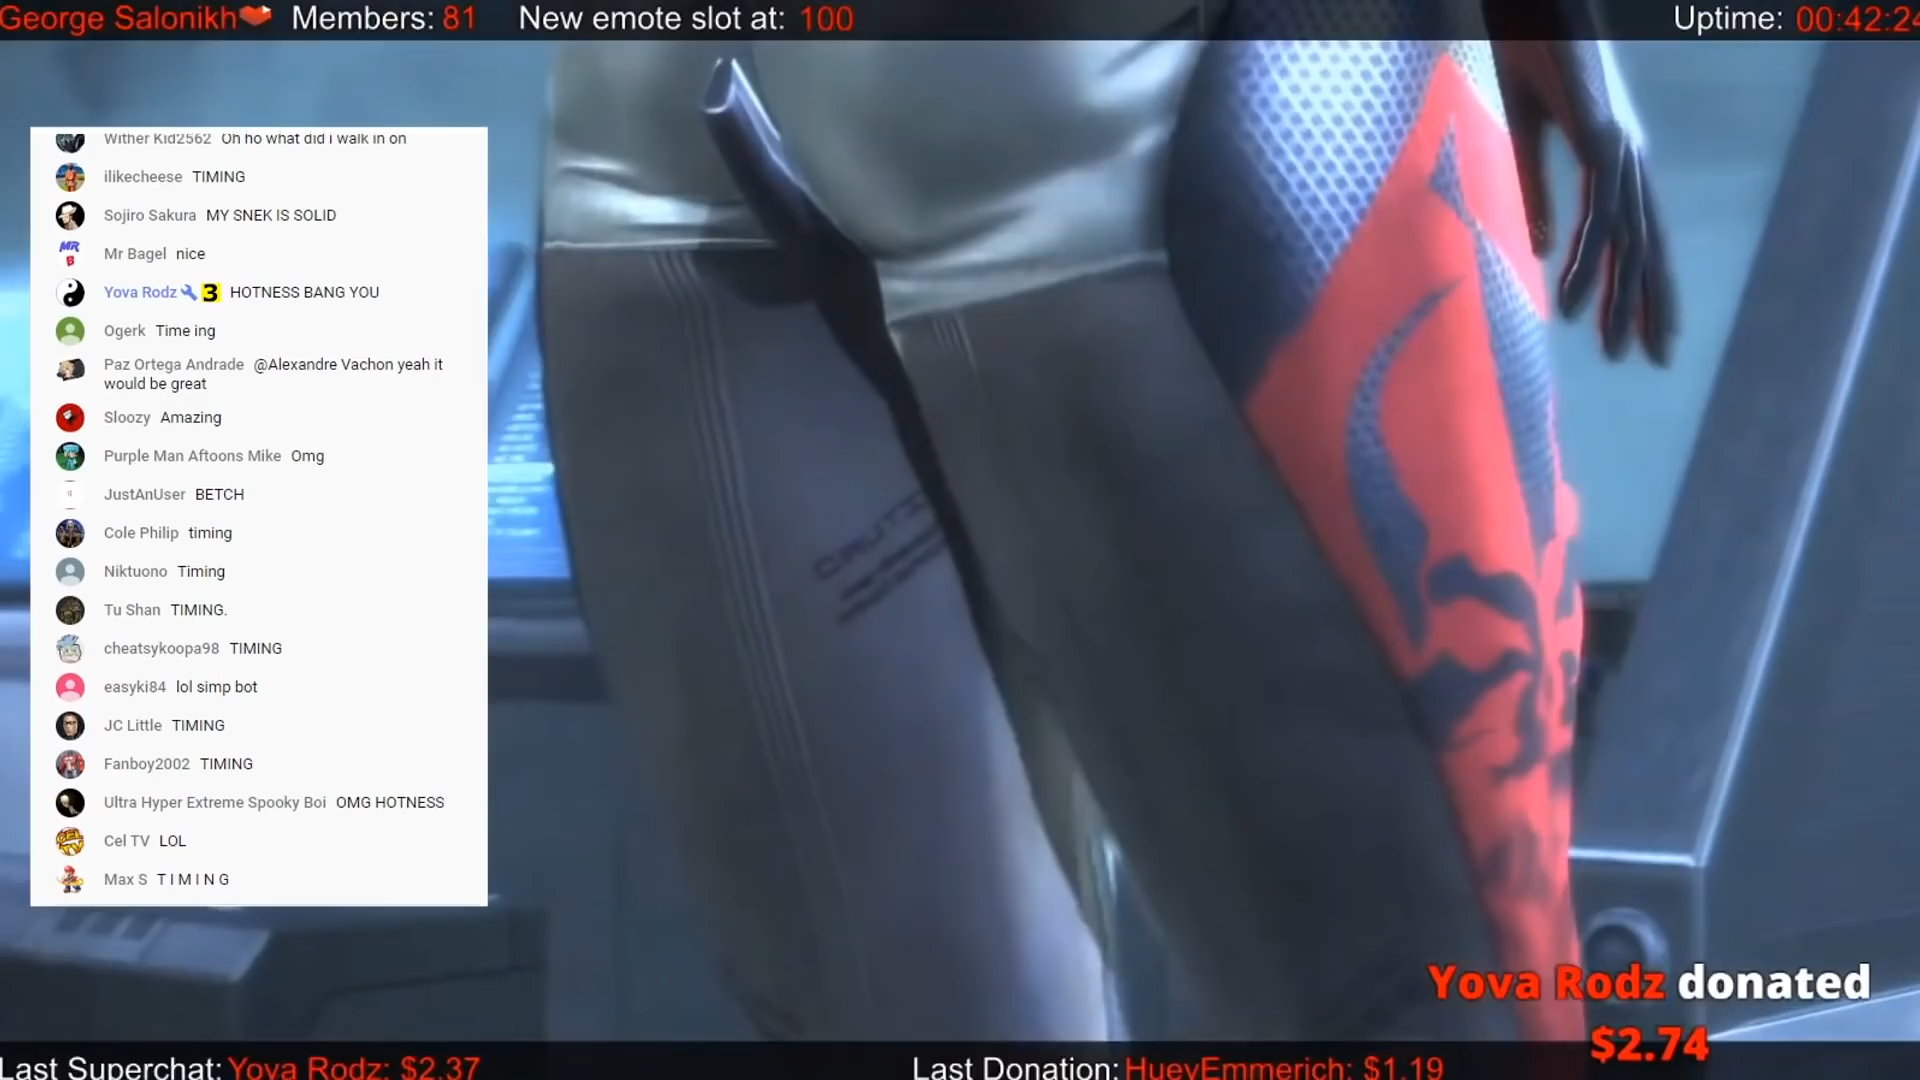 George Salonikh Members: 81 New emote slot at: 100 Uptime: 00:42:24
Wither Kid2562 Oh ho what did i walk in on
ilikecheese TIMING
Sojiro Sakura MY SNEK IS SOLID
MR
B
Mr Bagel nice
Yova Rodz 3 HOTNESS BANG YOU
Ogerk Time ing
Paz Ortega Andrade @Alexandre Vachon yeah it
would be great
Sloozy Amazing
Purple Man Aftoons Mike Omg
JustAnUser BETCH
Cole Philip timing
Niktuono Timing
Tu Shan TIMING.
cheatsykoopa98 TIMING
easyki84 lol simp bot
JC Little TIMING
Fanboy2002 TIMING
Ultra Hyper Extreme Spooky Boi OMG HOTNESS
Cel TV LOL
Max S T I M I N G
Yova Rodz donated
$2.74
Last Superchat: Yova Rodz: $2.37 Last Donation: HueyEmmerich: $1.19